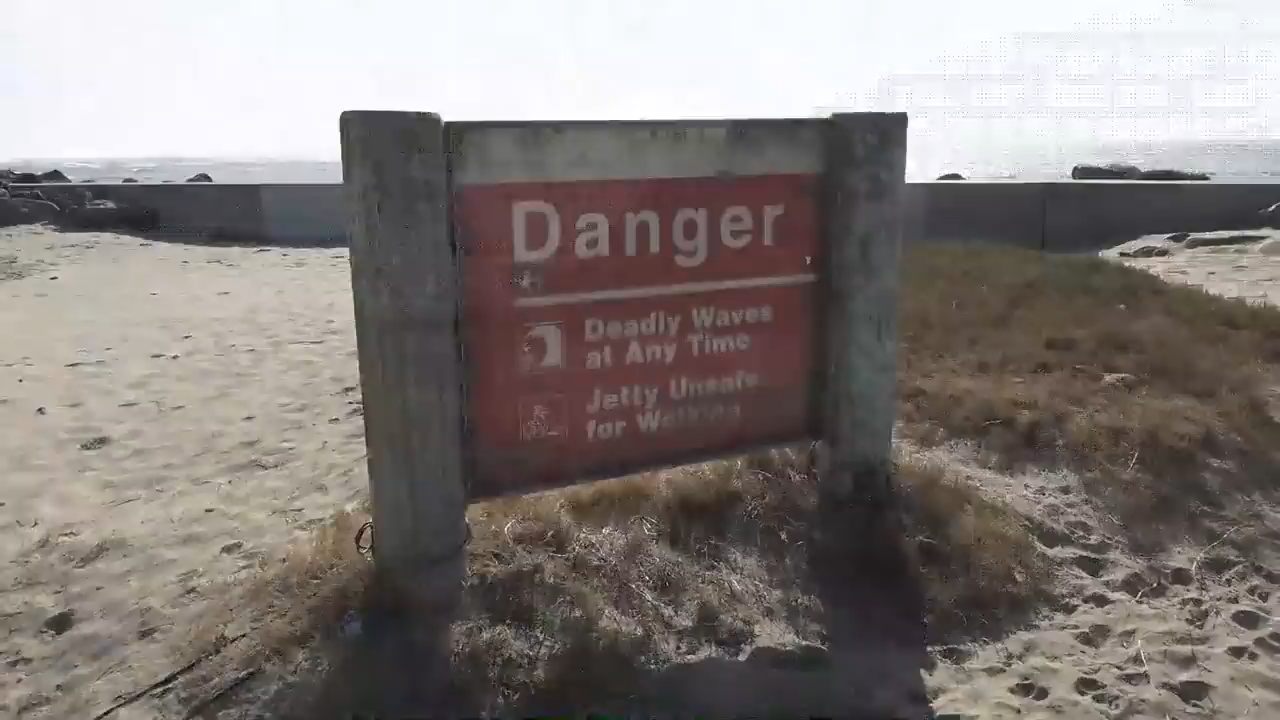 Danger
Deadly Waves
at Any Time
Jetty Unsafe
for Walking